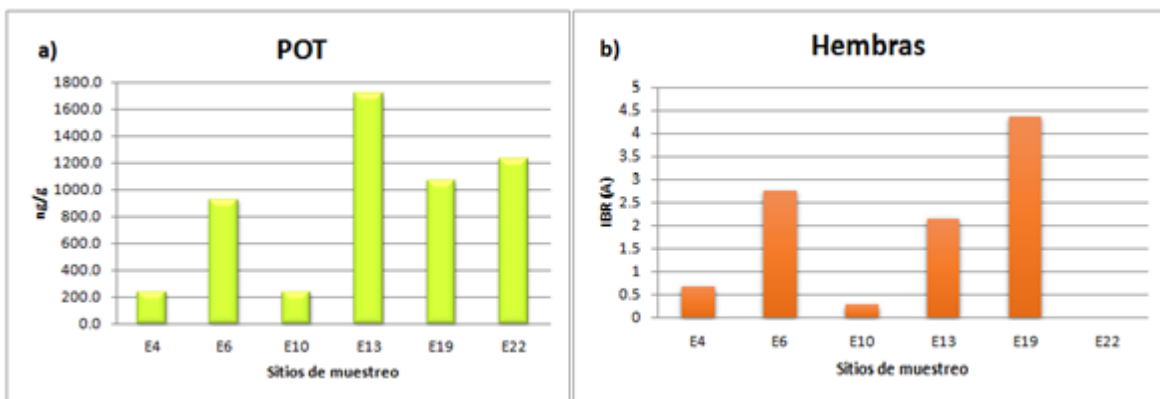 a)
POT
ng/g
1800.0
1600.0
1400.0
1200.0
1000.0
800.0
600.0
400.0
200.0
0.0
E4 E6 E10 E13 E19 E22
Sitios de muestreo
b)
Hembras
IBR (A)
5
4.5
4
3.5
3
2.5
2
1.5
1
0.5
0
E4 E6 E10 E13 E19 E22
Sitios de muestreo